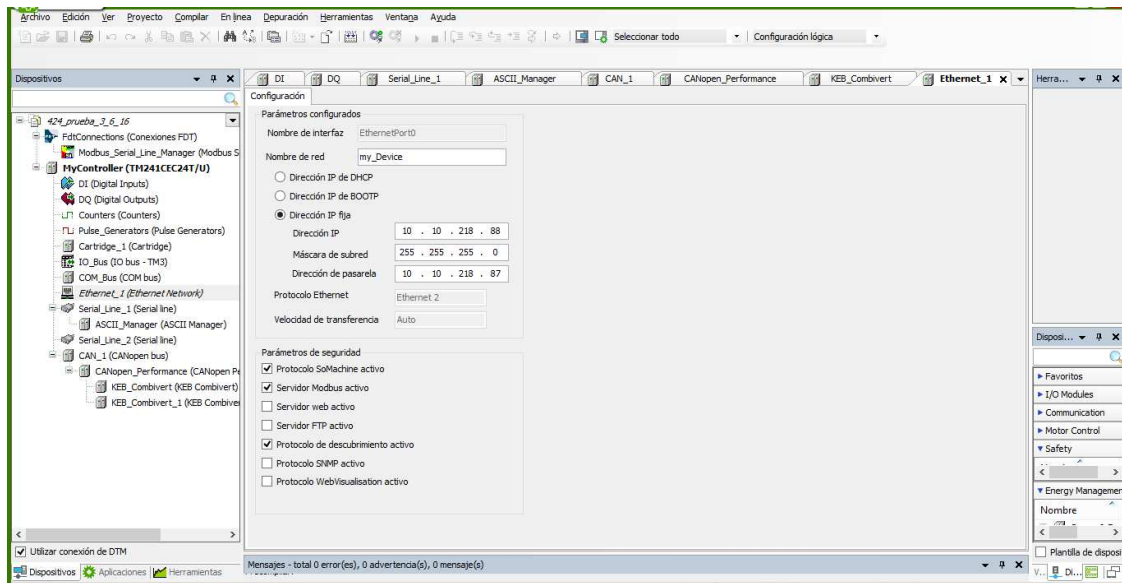 Archivo Edición Ver Proyecto Compilar En línea Depuración Herramientas Ventana Ayuda
Seleccionar todo Configuración lógica
Dispositivos
DI DQ Serial_Line_1 ASCII_Manager CAN_1 CANopen_Performance KEB_Combivert Ethernet_1
Herra...
Configuración
424_prueba_3_6_16
FdtConnections (Conexiones FDT)
Modbus_Serial_Line_Manager (Modbus S
MyController (TM241CEC24T/U)
DI (Digital Inputs)
DQ (Digital Outputs)
Counters (Counters)
Pulse_Generators (Pulse Generators)
Cartridge_1 (Cartridge)
IO_Bus (IO bus - TM3)
COM_Bus (COM bus)
Ethernet_1 (Ethernet Network)
Serial_Line_1 (Serial line)
ASCII_Manager (ASCII Manager)
Serial_Line_2 (Serial line)
CAN_1 (CANopen bus)
CANopen_Performance (CANopen Pe
KEB_Combivert (KEB Combivert)
KEB_Combivert_1 (KEB Combiver
Utilizar conexión de DTM
Dispositivos Aplicaciones Herramientas
Parámetros configurados
Nombre de interfaz EthernetPort0
Nombre de red my_Device
Dirección IP de DHCP
Dirección IP de BOOTP
Dirección IP fija
Dirección IP 10 . 10 . 218 . 88
Máscara de subred 255 . 255 . 255 . 0
Dirección de pasarela 10 . 10 . 218 . 87
Protocolo Ethernet Ethernet 2
Velocidad de transferencia Auto
Parámetros de seguridad
Protocolo SoMachine activo
Servidor Modbus activo
Servidor web activo
Servidor FTP activo
Protocolo de descubrimiento activo
Protocolo SNMP activo
Protocolo WebVisualisation activo
Mensajes - total 0 error(es), 0 advertencia(s), 0 mensaje(s)
Disposi...
Favoritos
I/O Modules
Communication
Motor Control
Safety
Energy Managemen
Nombre
Plantilla de disposi
V... Di...